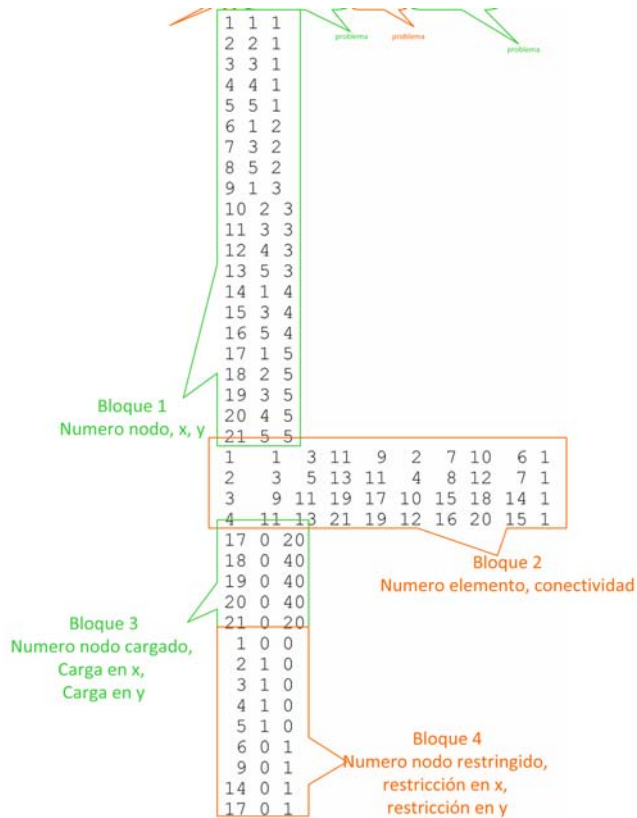 problema
problema
problema
1 1 1
2 2 1
3 3 1
4 4 1
5 5 1
6 1 2
7 3 2
8 5 2
9 1 3
10 2 3
11 3 3
12 4 3
13 5 3
14 1 4
15 3 4
16 5 4
17 1 5
18 2 5
19 3 5
20 4 5
21 5 5
Bloque 1
Numero nodo, x, y
1 1 3 11 9 2 7 10 6 1
2 3 5 13 11 4 8 12 7 1
3 9 11 19 17 10 15 18 14 1
4 11 13 21 19 12 16 20 15 1
Bloque 2
Numero elemento, conectividad
17 0 20
18 0 40
19 0 40
20 0 40
21 0 20
Bloque 3
Numero nodo cargado,
Carga en x,
Carga en y
1 0 0
2 1 0
3 1 0
4 1 0
5 1 0
6 0 1
9 0 1
14 0 1
17 0 1
Bloque 4
Numero nodo restringido,
restricción en x,
restricción en y